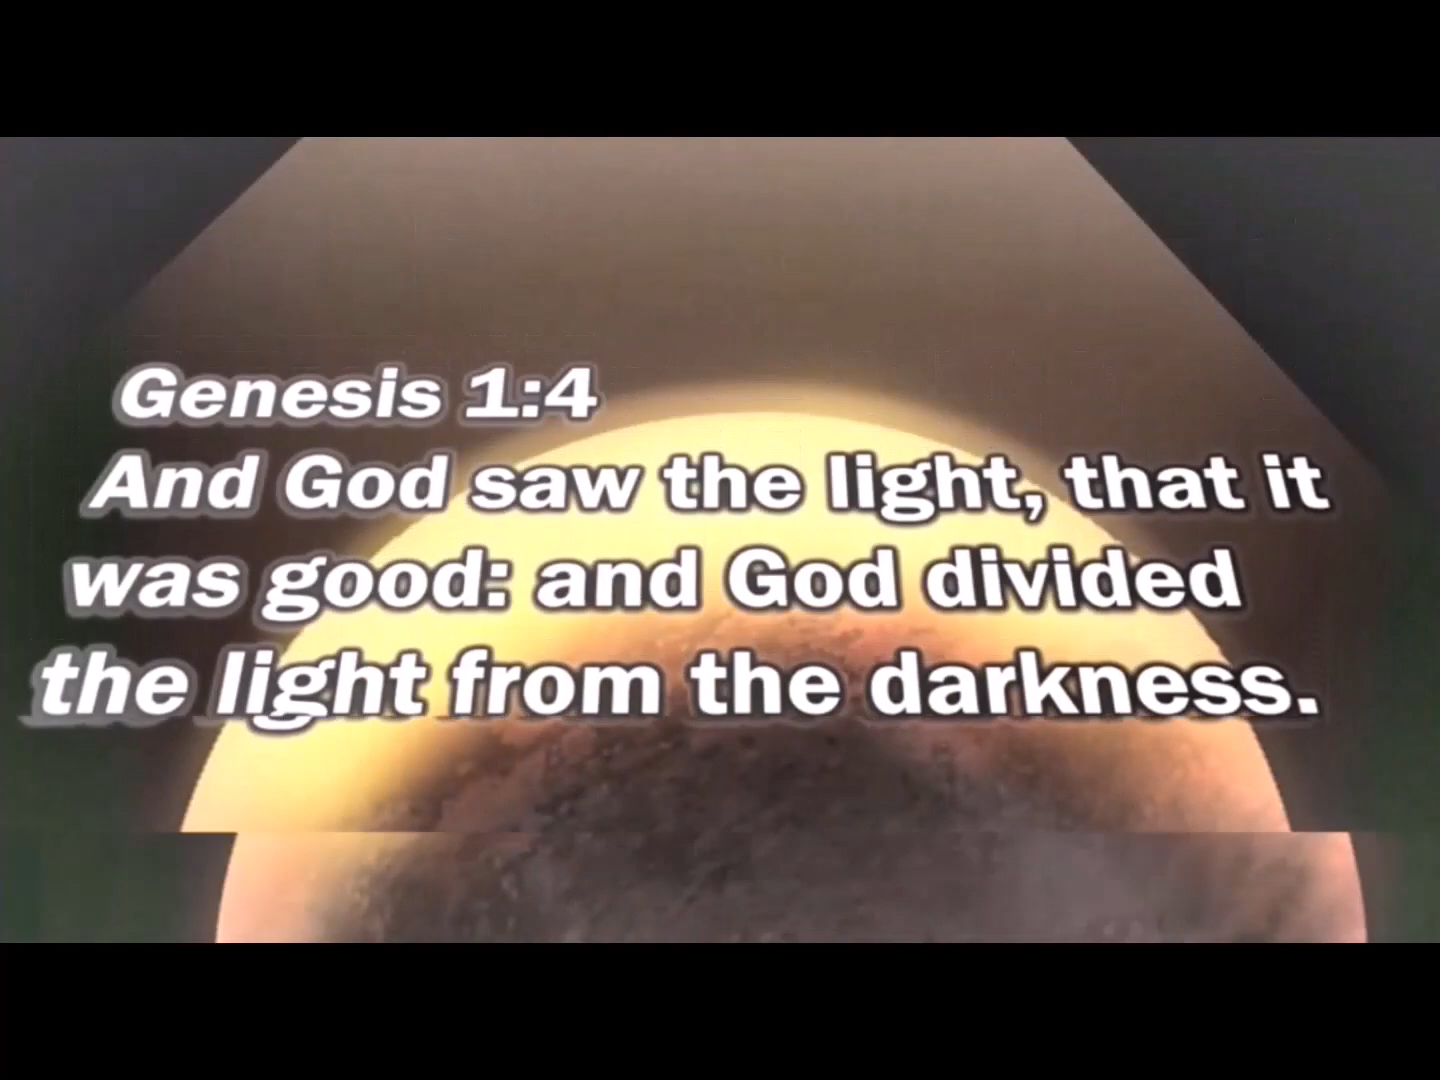 Genesis 1:4
And God saw the light, that it
was good: and God divided
the light from the darkness.